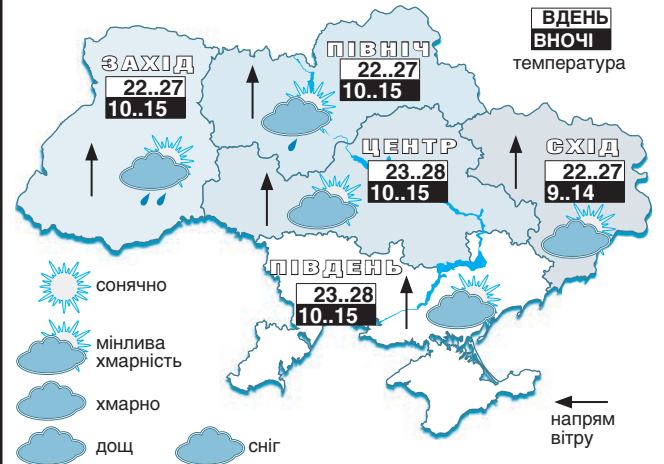 ВДЕНЬ
ВНОЧІ
температура
ЗАХІД
22..27
10..15
ПІВНІЧ
22..27
10..15
ЦЕНТР
23..28
10..15
СХІД
22..27
9..14
ПІВДЕНЬ
23..28
10..15
сонячно
мінлива
хмарність
хмарно
дощ
сніг
напрям
вітру